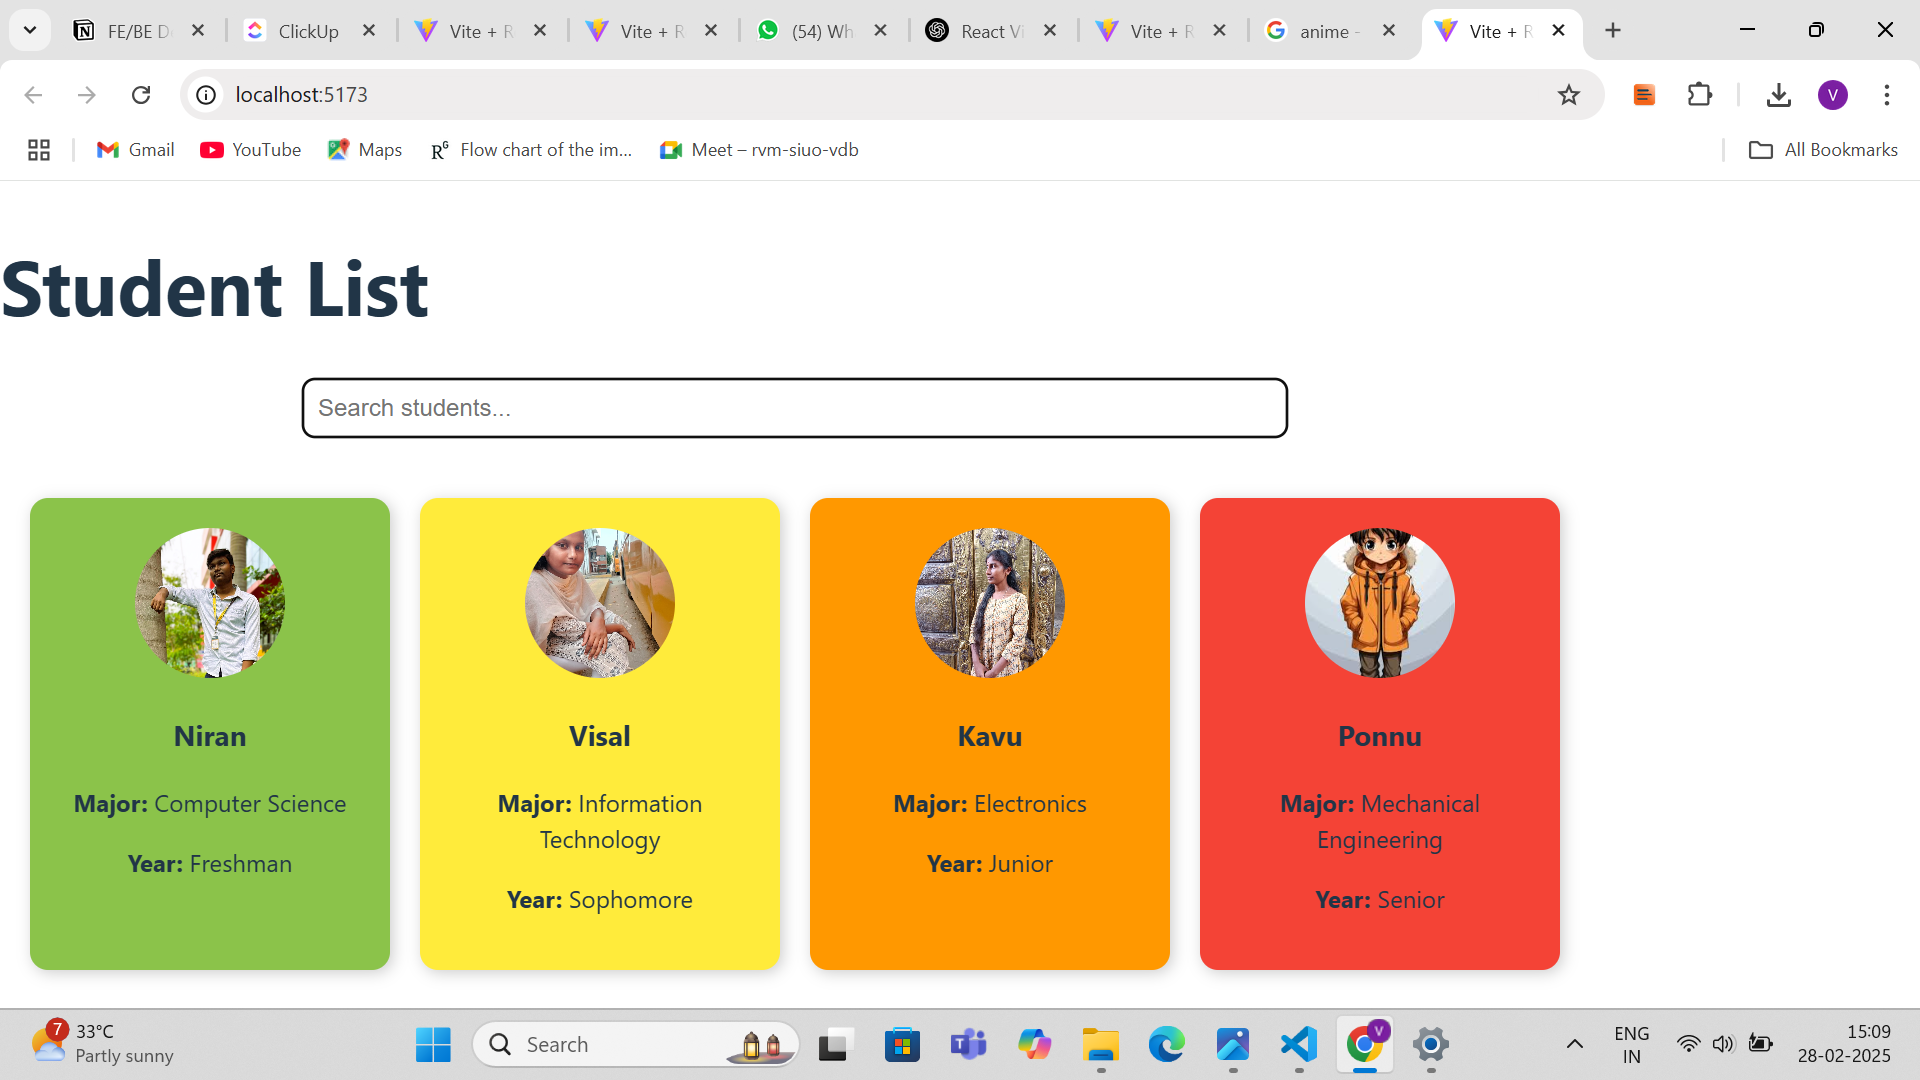 FE/BE D
ClickUp
Vite + R
Vite + R
(54) Wh
React Vi
Vite + R
anime -
Vite + R
localhost:5173
V
Gmail
YouTube
Maps
R^G
Flow chart of the im...
Meet – rvm-siuo-vdb
All Bookmarks
Student List
Search students...
Niran
Major: Computer Science
Year: Freshman
Visal
Major: Information
Technology
Year: Sophomore
Kavu
Major: Electronics
Year: Junior
Ponnu
Major: Mechanical
Engineering
Year: Senior
7
33°C
Partly sunny
Search
V
ENG
IN
15:09
28-02-2025